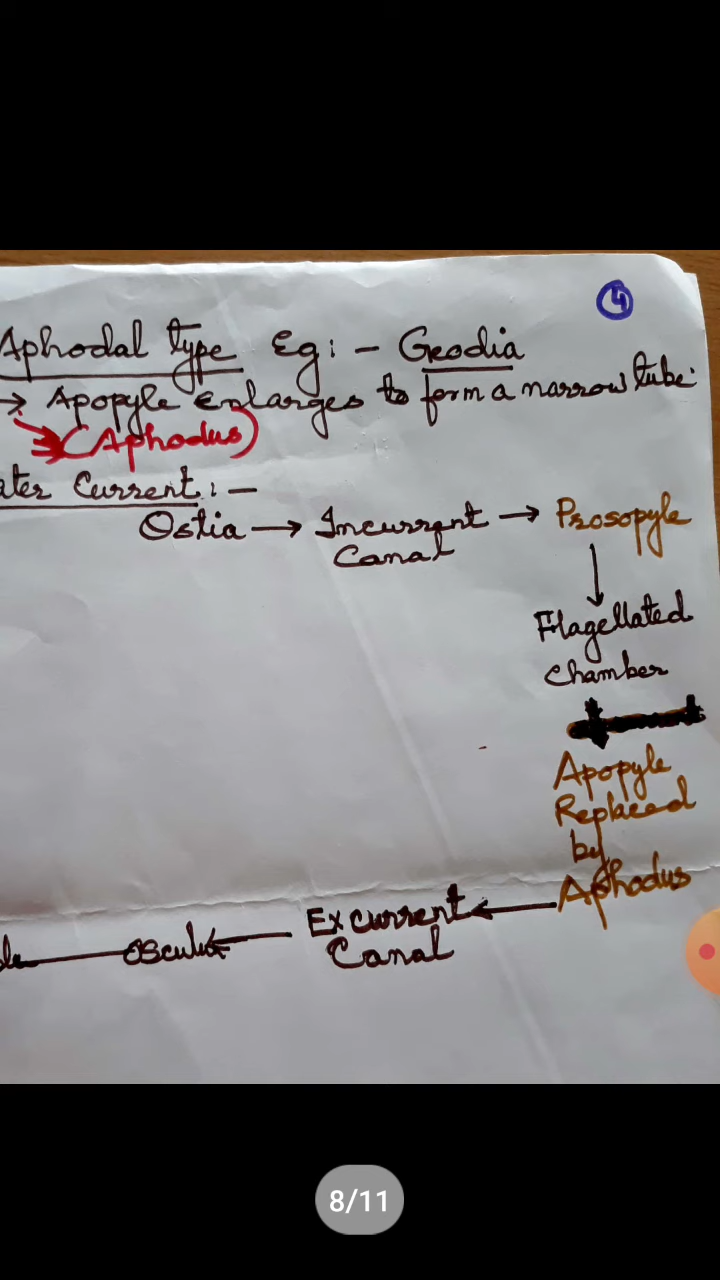 4
Aphodal type Eg:- Geodia
→ Apopyle enlarges to form a narrow tube.
(Aphodus)
ater Current:-
Ostia → Incurrent Canal → Prosopyle
↓
Flagellated
Chamber
Apopyle
Replaced
by
Aphodus
Excurrent
Canal
8/11